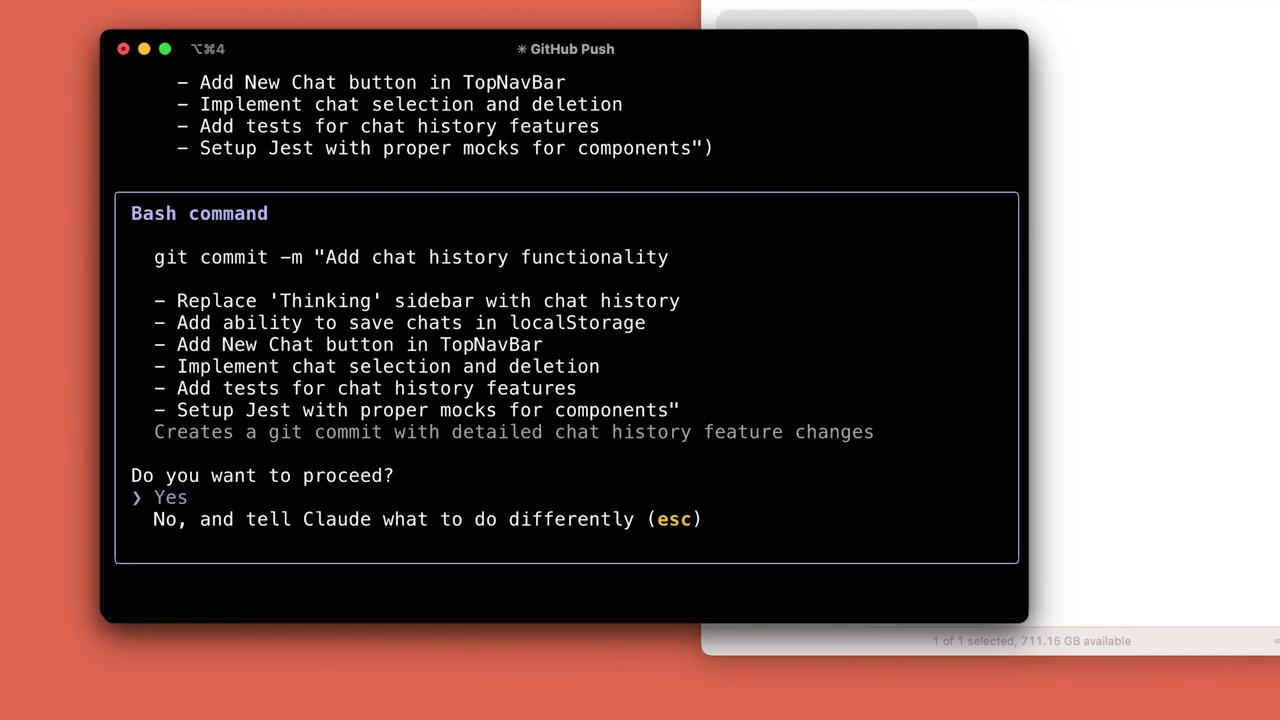 ⌥⌘4
✳ GitHub Push
- Add New Chat button in TopNavBar
- Implement chat selection and deletion
- Add tests for chat history features
- Setup Jest with proper mocks for components")
Bash command
git commit -m "Add chat history functionality
- Replace 'Thinking' sidebar with chat history
- Add ability to save chats in localStorage
- Add New Chat button in TopNavBar
- Implement chat selection and deletion
- Add tests for chat history features
- Setup Jest with proper mocks for components"
Creates a git commit with detailed chat history feature changes
Do you want to proceed?
❯ Yes
No, and tell Claude what to do differently (esc)
1 of 1 selected, 711.15 GB available